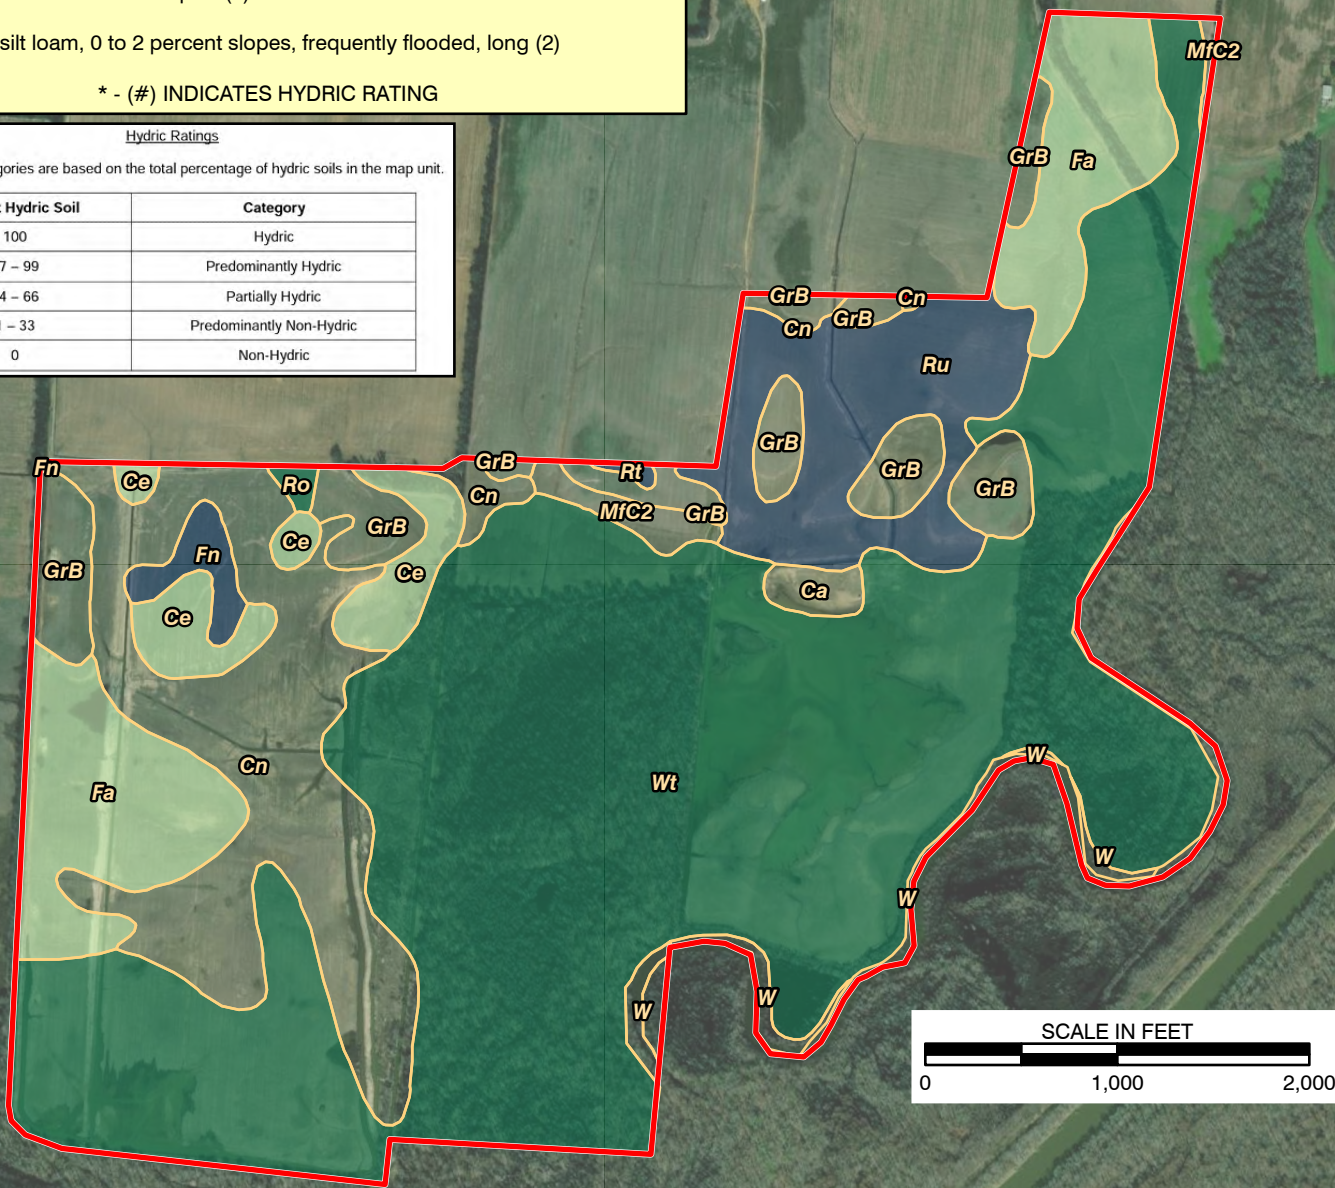 silt loam, 0 to 2 percent slopes, frequently flooded, long (2)
* - (#) INDICATES HYDRIC RATING
Hydric Ratings
are based on the total percentage of hydric soils in the map unit.
Hydric Soil Category
100 Hydric
– 99 Predominantly Hydric
– 66 Partially Hydric
– 33 Predominantly Non-Hydric
0 Non-Hydric
MfC2
GrB Fa
GrB Cn
Cn GrB
Ru
GrB
GrB
GrB
Fn
Ce
Ro
GrB
Cn
Rt
MfC2
GrB
GrB
Ce
Fn
GrB
Ce
Ce
Ca
Cn
Fa
Wt
W
W
W
W
W
SCALE IN FEET
0 1,000 2,000